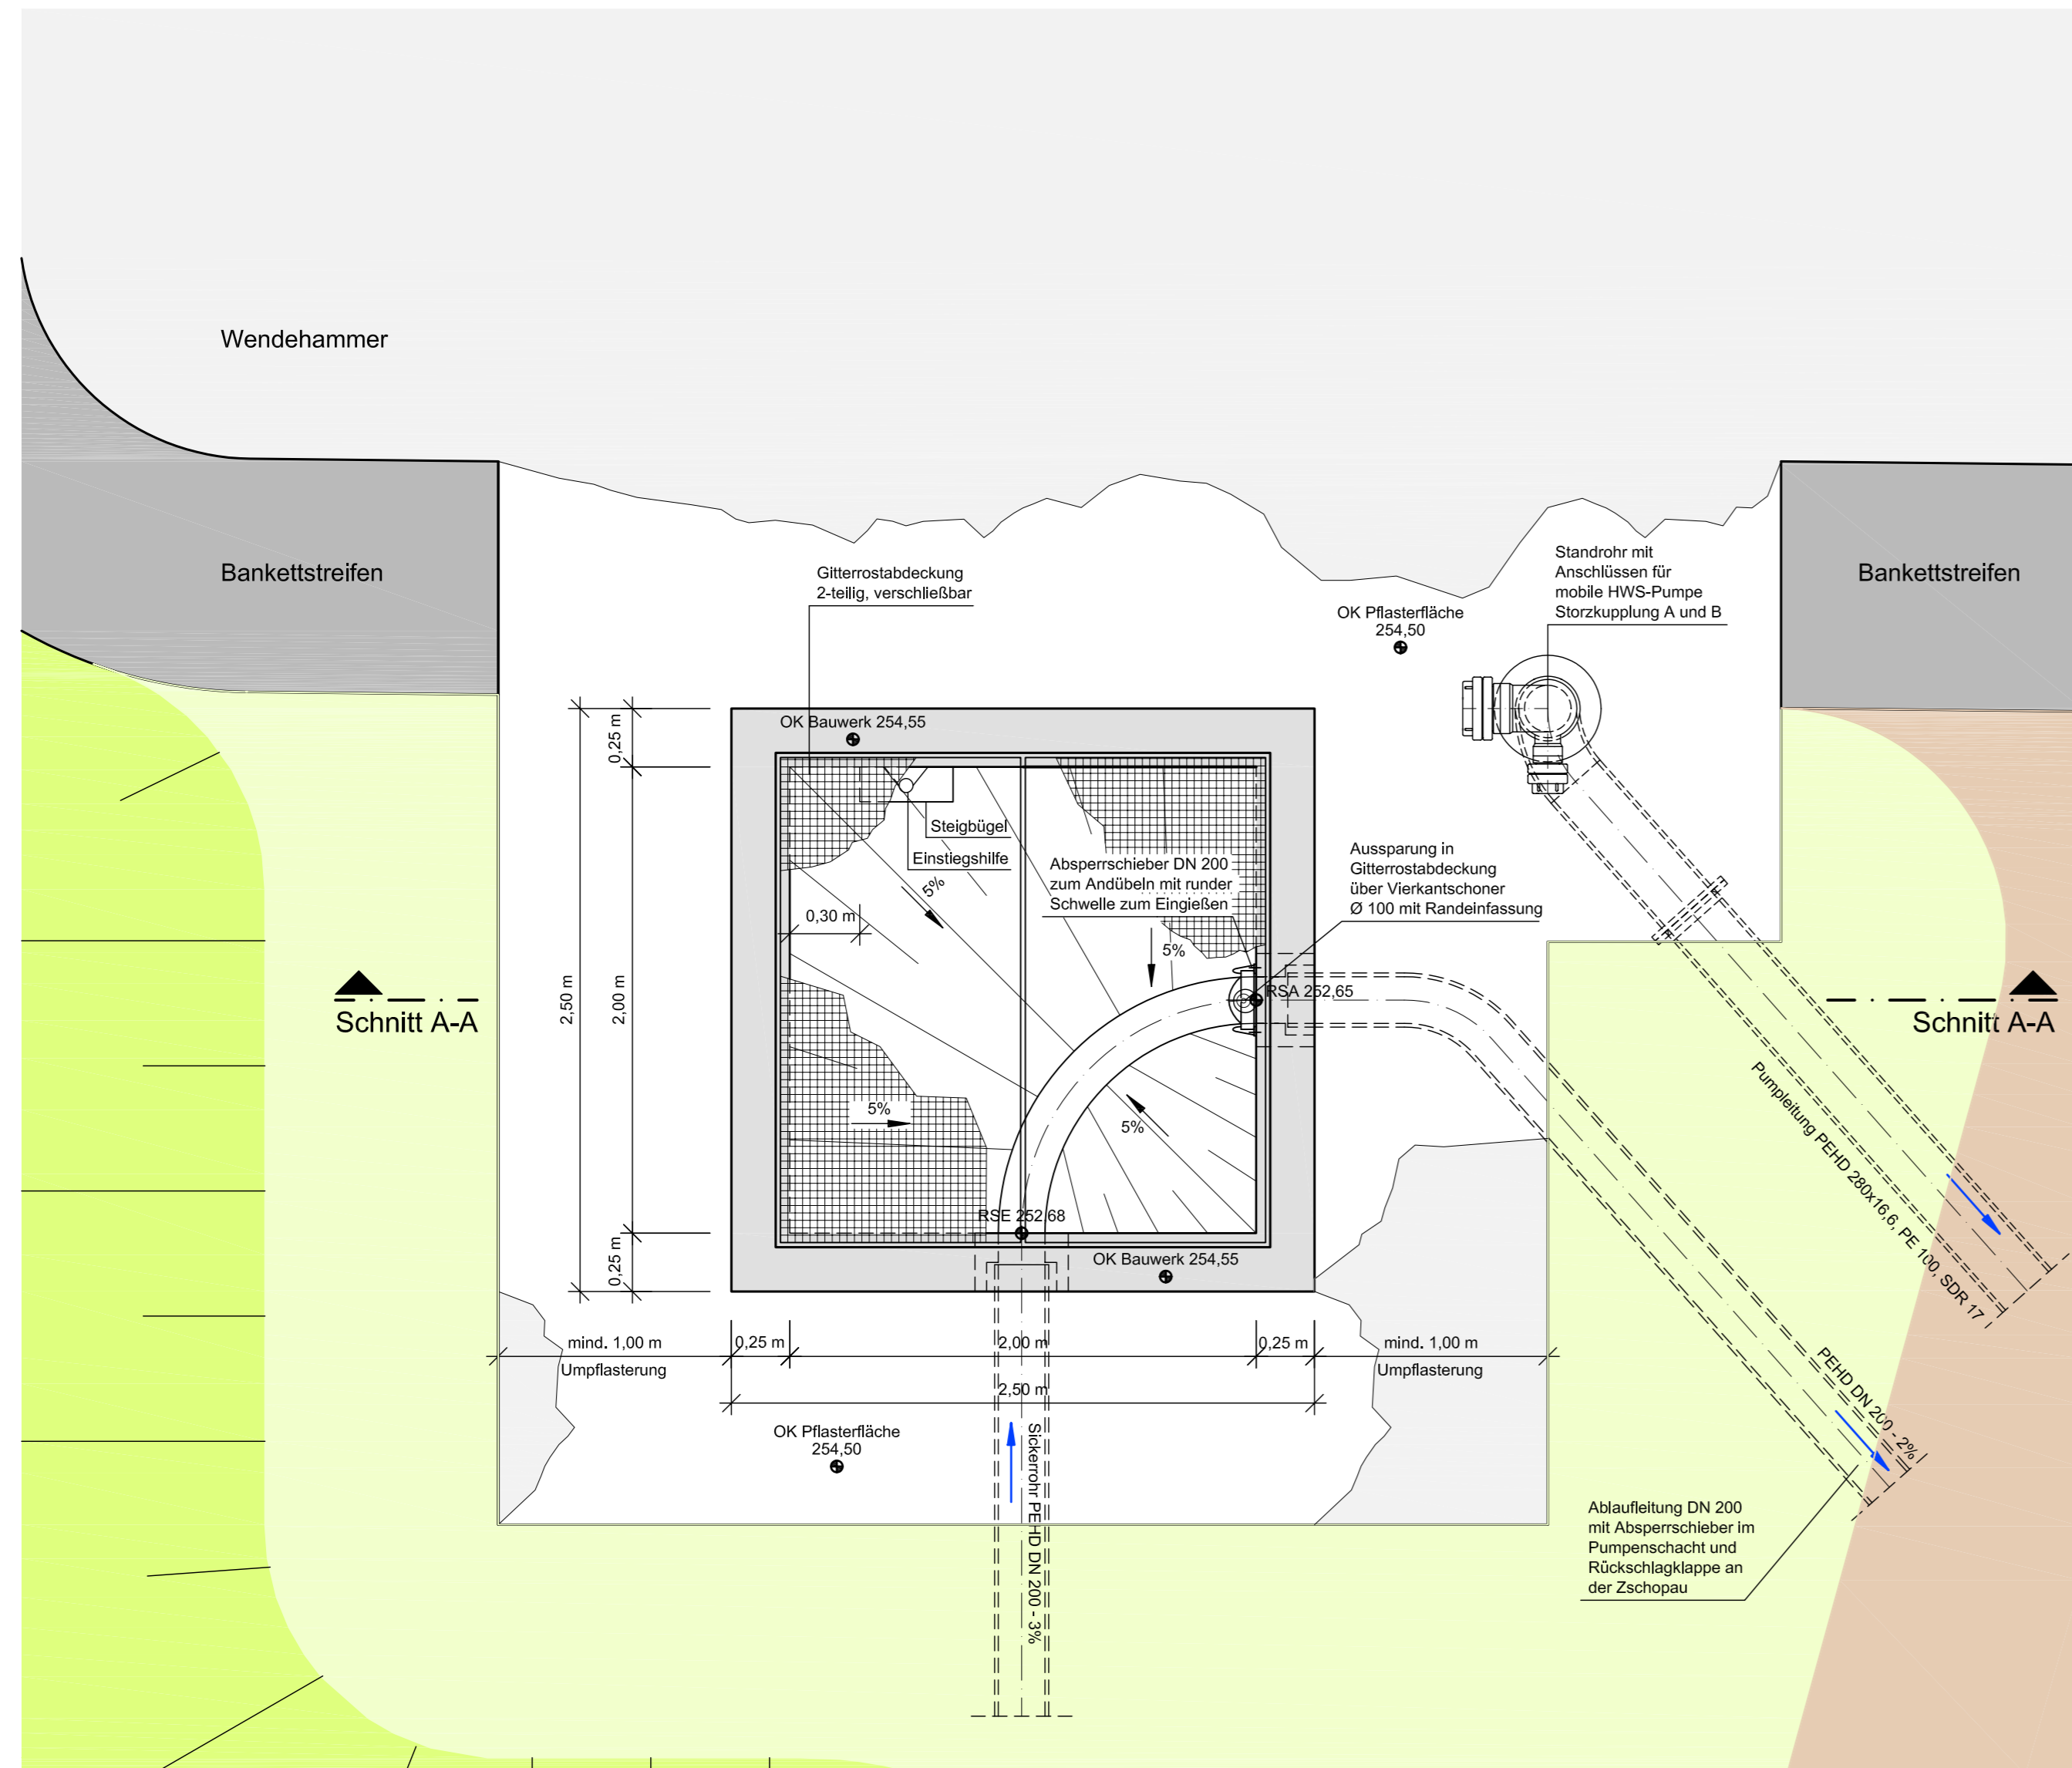 Wendehammer
Bankettstreifen
Bankettstreifen
Gitterrostabdeckung
2-teilig, verschließbar
Standrohr mit
Anschlüssen für
mobile HWS-Pumpe
Storzkupplung A und B
OK Pflasterfläche
254,50
OK Bauwerk 254,55
0,25 m
2,50 m
2,00 m
0,25 m
Steigbügel
Einstiegshilfe
5%
0,30 m
Absperrschieber DN 200
zum Andübeln mit runder
Schwelle zum Eingießen
5%
Aussparung in
Gitterrostabdeckung
über Vierkantschoner
Ø 100 mit Randeinfassung
RSA 252,65
Schnitt A-A
Schnitt A-A
5%
5%
RSE 252,68
OK Bauwerk 254,55
Pumpleitung PEHD 280x16,6, PE 100, SDR 17
mind. 1,00 m
Umpflasterung
0,25 m
2,00 m
0,25 m
mind. 1,00 m
Umpflasterung
2,50 m
OK Pflasterfläche
254,50
Sickerrohr PEHD DN 200 - 3%
PEHD DN 200 - 2%
Ablaufleitung DN 200
mit Absperrschieber im
Pumpenschacht und
Rückschlagklappe an
der Zschopau